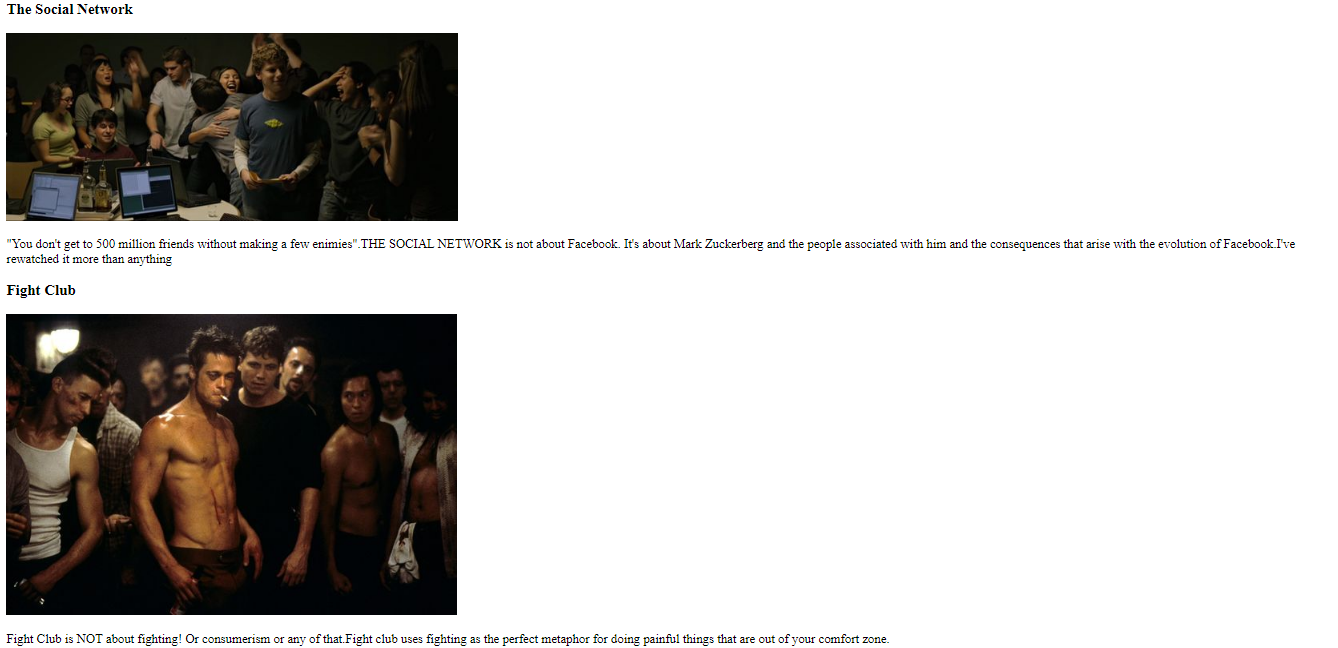 The Social Network
"You don't get to 500 million friends without making a few enimies".THE SOCIAL NETWORK is not about Facebook. It's about Mark Zuckerberg and the people associated with him and the consequences that arise with the evolution of Facebook.I've
rewatched it more than anything
Fight Club
Fight Club is NOT about fighting! Or consumerism or any of that.Fight club uses fighting as the perfect metaphor for doing painful things that are out of your comfort zone.